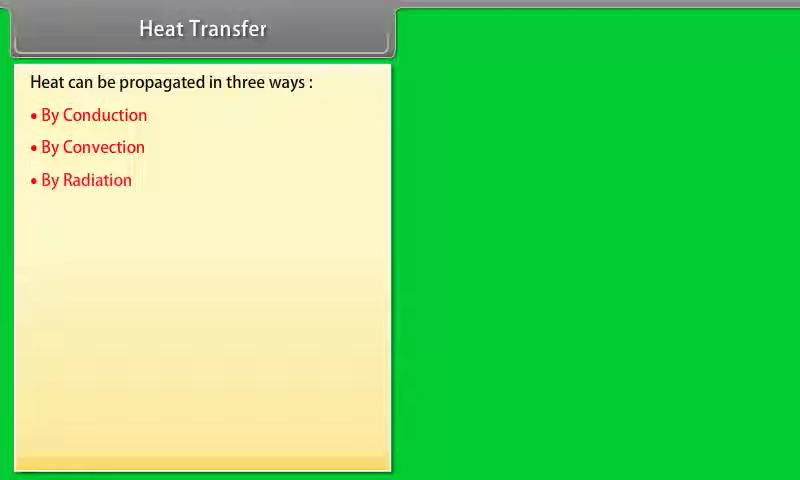 Heat Transfer
Heat can be propagated in three ways :
• By Conduction
• By Convection
• By Radiation